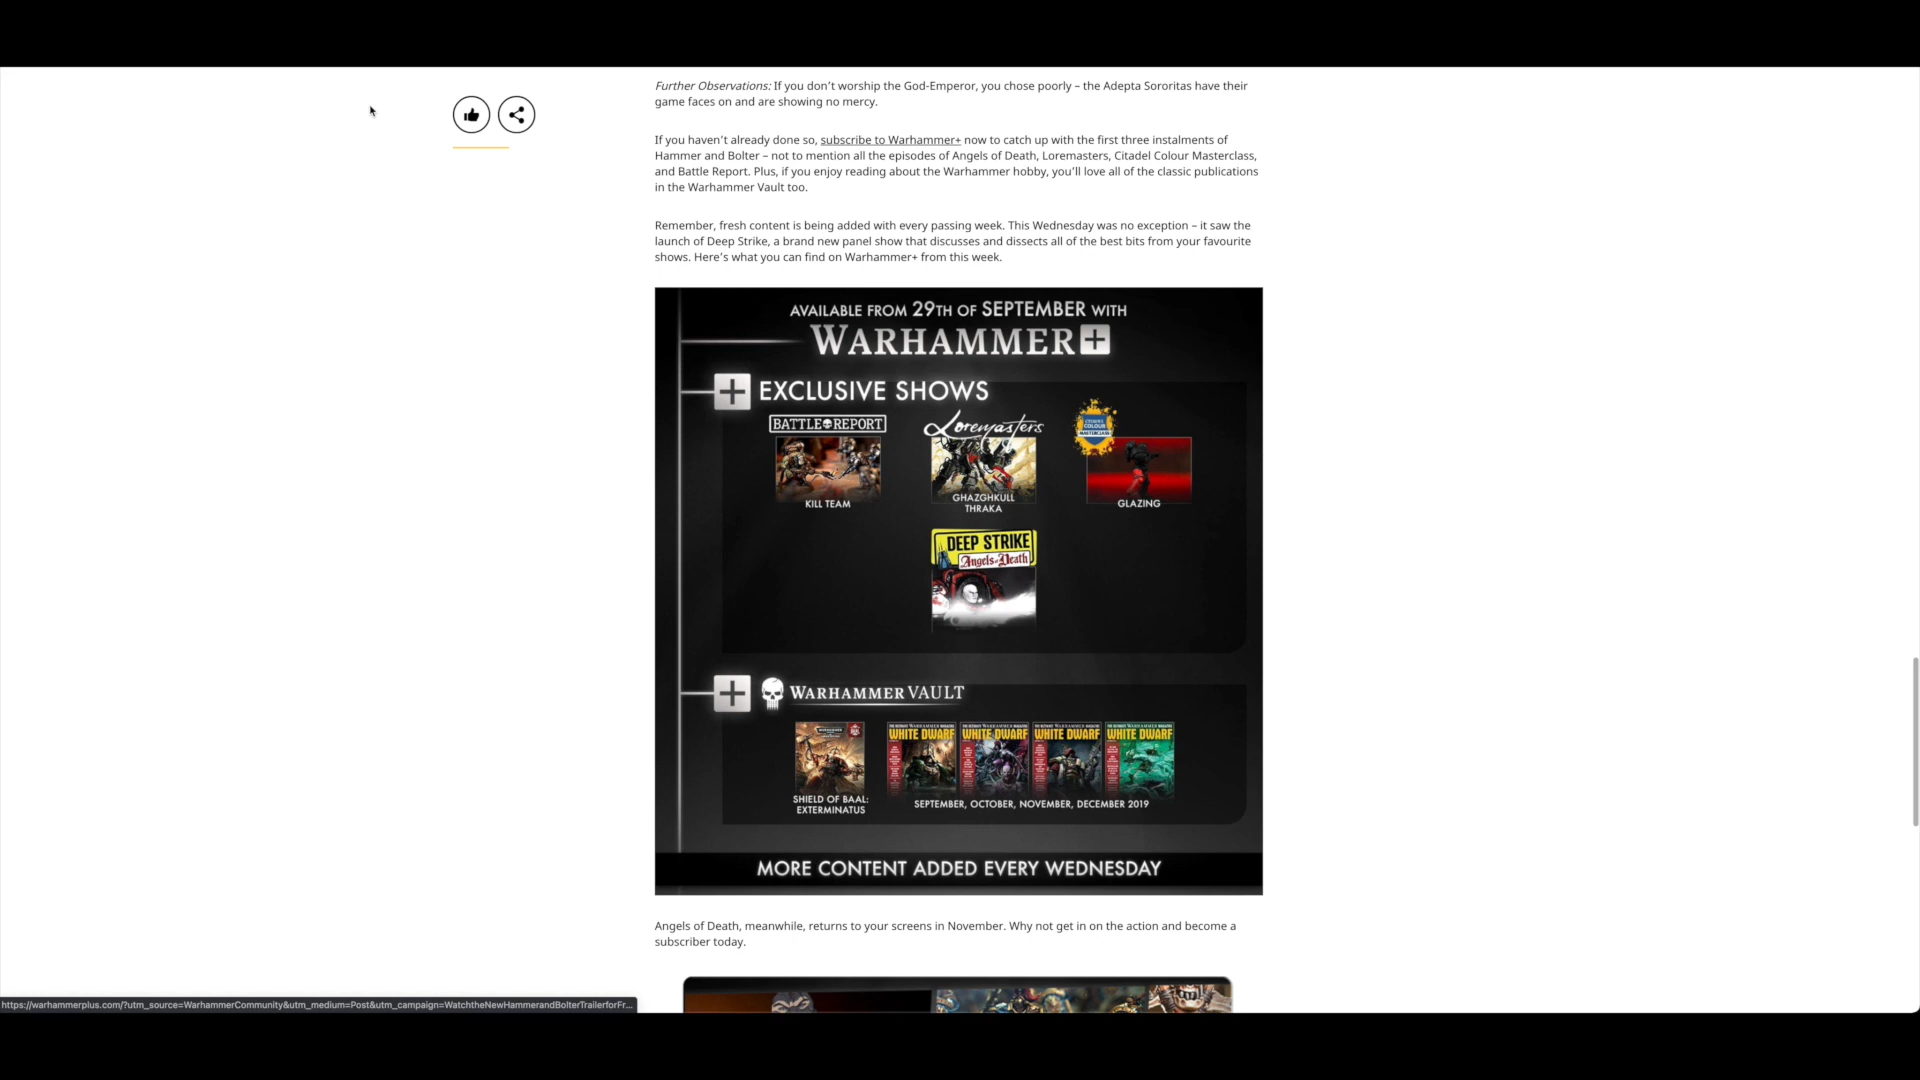 Further Observations: If you don’t worship the God-Emperor, you chose poorly – the Adepta Sororitas have their
game faces on and are showing no mercy.
If you haven’t already done so, subscribe to Warhammer+ now to catch up with the first three instalments of
Hammer and Bolter – not to mention all the episodes of Angels of Death, Loremasters, Citadel Colour Masterclass,
and Battle Report. Plus, if you enjoy reading about the Warhammer hobby, you’ll love all of the classic publications
in the Warhammer Vault too.
Remember, fresh content is being added with every passing week. This Wednesday was no exception – it saw the
launch of Deep Strike, a brand new panel show that discusses and dissects all of the best bits from your favourite
shows. Here’s what you can find on Warhammer+ from this week.
AVAILABLE FROM 29TH OF SEPTEMBER WITH
WARHAMMER+
EXCLUSIVE SHOWS
BATTLE REPORT
Loremasters
CITADEL
COLOUR
MASTERCLASS
KILL TEAM
GHAZGHKULL
THRAKA
GLAZING
DEEP STRIKE
Angels of Death
WARHAMMER VAULT
WHITE DWARF
WHITE DWARF
WHITE DWARF
WHITE DWARF
SHIELD OF BAAL:
EXTERMINATUS
SEPTEMBER, OCTOBER, NOVEMBER, DECEMBER 2019
MORE CONTENT ADDED EVERY WEDNESDAY
Angels of Death, meanwhile, returns to your screens in November. Why not get in on the action and become a
subscriber today.
https://warhammerplus.com/?utm_source=WarhammerCommunity&utm_medium=Post&utm_campaign=WatchtheNewHammerandBolterTrailerforFr...